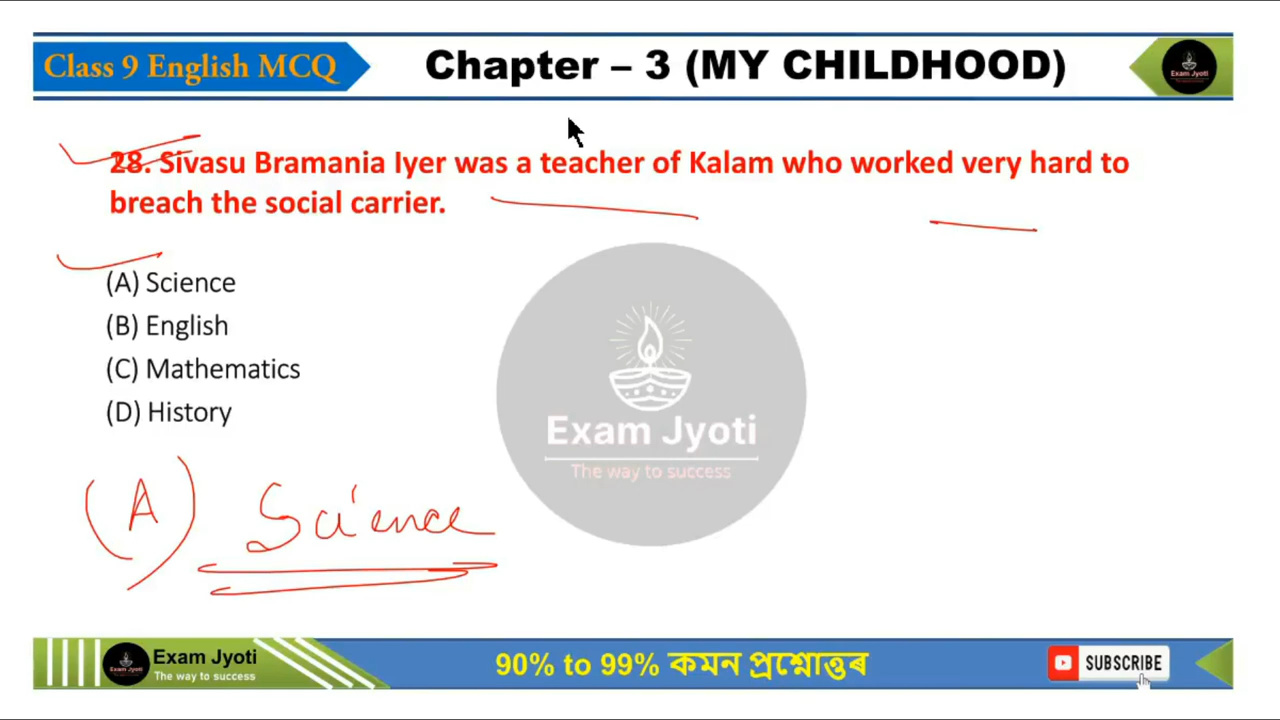 Class 9 English MCQ
Chapter – 3 (MY CHILDHOOD)
Exam Jyoti
28. Sivasu Bramania Iyer was a teacher of Kalam who worked very hard to
breach the social carrier.
(A) Science
(B) English
(C) Mathematics
(D) History
Exam Jyoti
The way to success
(A) Science
Exam Jyoti
The way to success
90% to 99% কমন প্ৰশ্নোত্তৰ
SUBSCRIBE